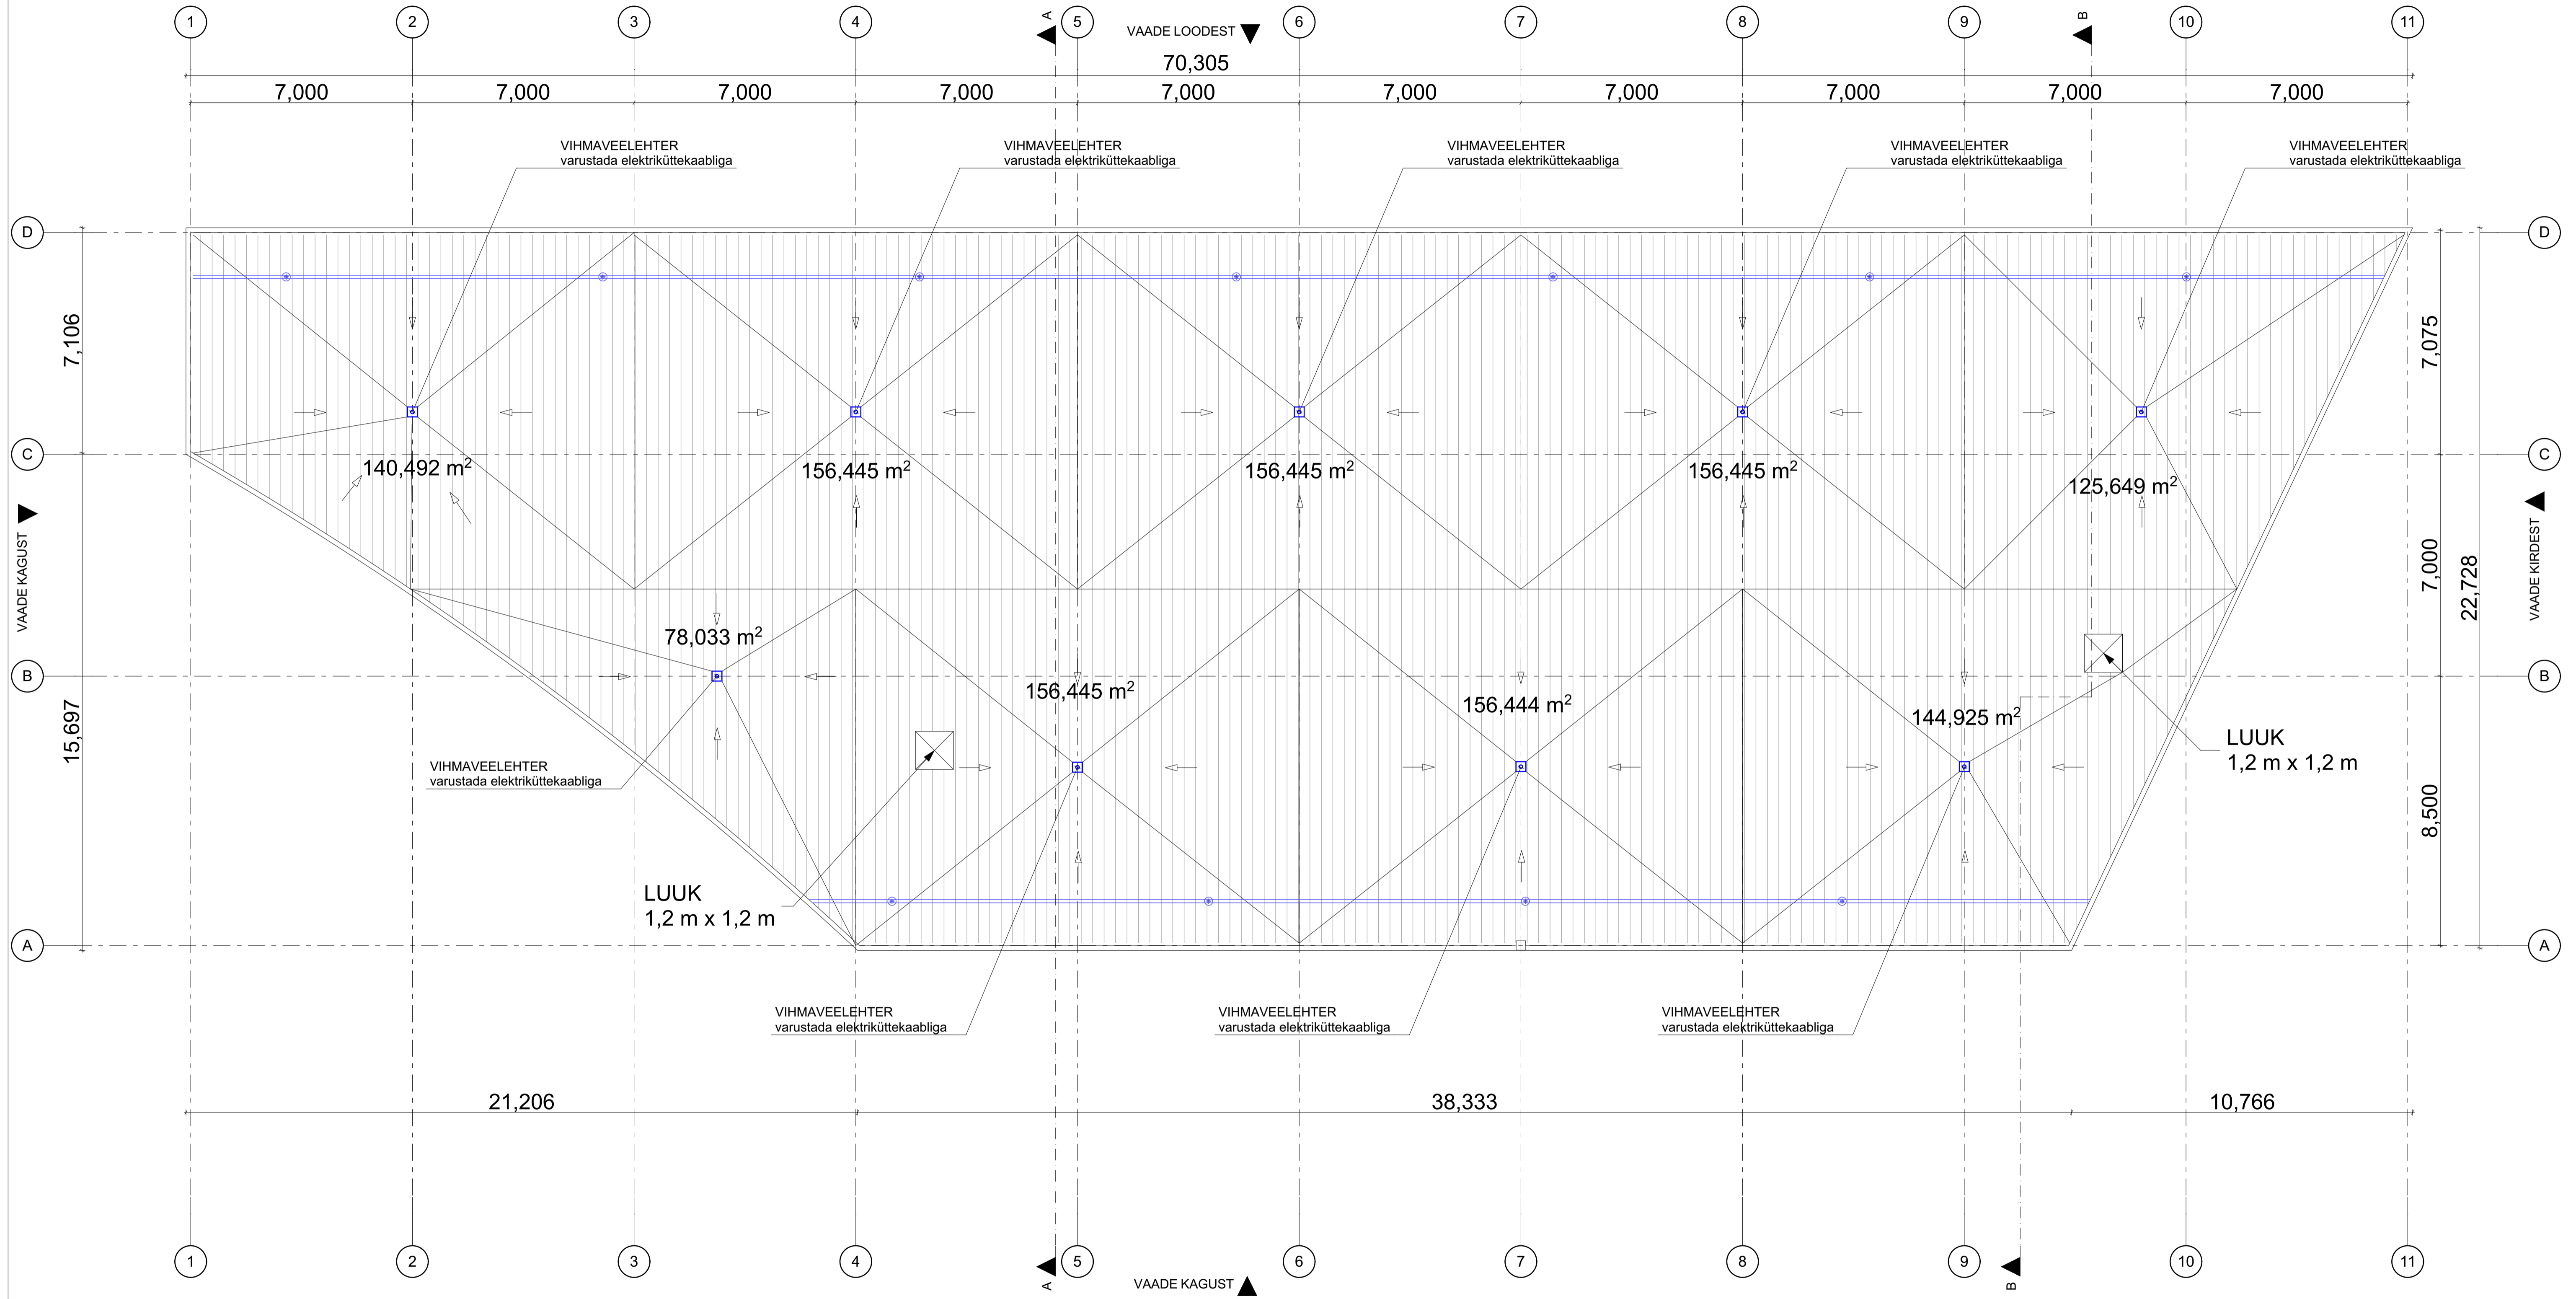 1 2 3 4 A 5 6 7 8 9 B 10 11
VAADE LOODEST
70,305
7,000 7,000 7,000 7,000 7,000 7,000 7,000 7,000 7,000 7,000
VIHMAVEELEHTER
varustada elektriküttekaabliga
VIHMAVEELEHTER
varustada elektriküttekaabliga
VIHMAVEELEHTER
varustada elektriküttekaabliga
VIHMAVEELEHTER
varustada elektriküttekaabliga
VIHMAVEELEHTER
varustada elektriküttekaabliga
D D
7,106
7,075
C C
140,492 m²
156,445 m²
156,445 m²
156,445 m²
125,649 m²
VAADE KAGUST
VAADE KIRDEST
7,000
22,728
78,033 m²
B B
156,445 m²
156,444 m²
144,925 m²
15,697
LUUK
1,2 m x 1,2 m
VIHMAVEELEHTER
varustada elektriküttekaabliga
8,500
LUUK
1,2 m x 1,2 m
A A
VIHMAVEELEHTER
varustada elektriküttekaabliga
VIHMAVEELEHTER
varustada elektriküttekaabliga
VIHMAVEELEHTER
varustada elektriküttekaabliga
21,206 38,333 10,766
1 2 3 4 A 5 6 7 8 9 B 10 11
VAADE KAGUST